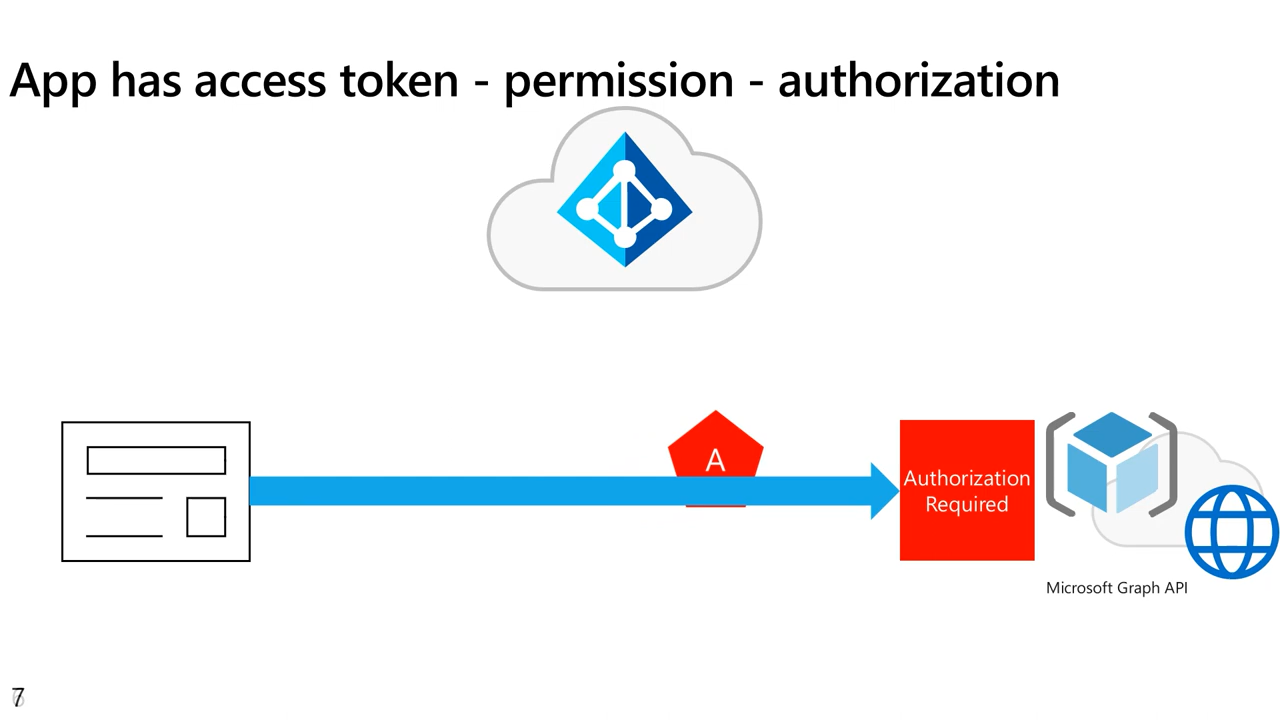 App has access token - permission - authorization
A
Authorization
Required
Microsoft Graph API
7